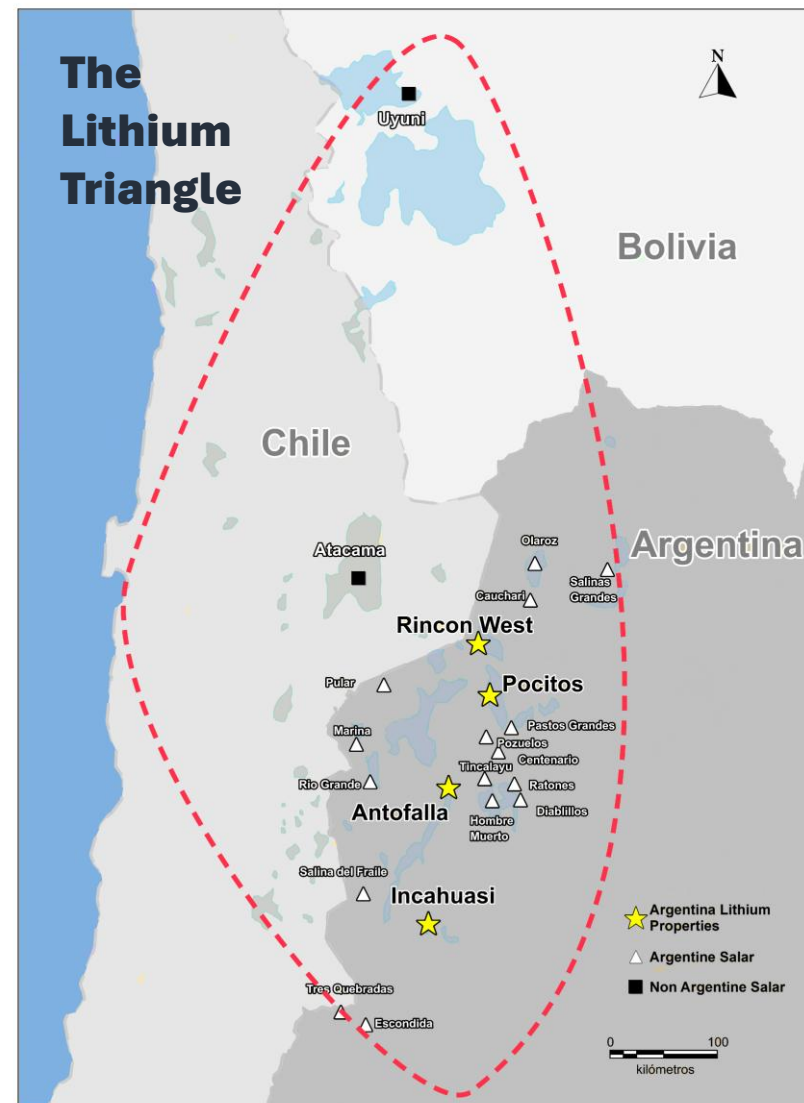 The
Lithium
Triangle
N
Uyuni
Bolivia
Chile
Argentina
Atacama
Olaroz
Salinas
Grandes
Cauchari
Rincon West
Pocitos
Pular
Pastos Grandes
Marina
Pozuelos
Centenario
Tincalayu
Rio Grande
Ratones
Antofalla
Diablillos
Hombre
Muerto
Salina del Fraile
Incahuasi
Argentina Lithium
Properties
Argentine Salar
Non Argentine Salar
Tres Quebradas
Escondida
0 100
kilómetros